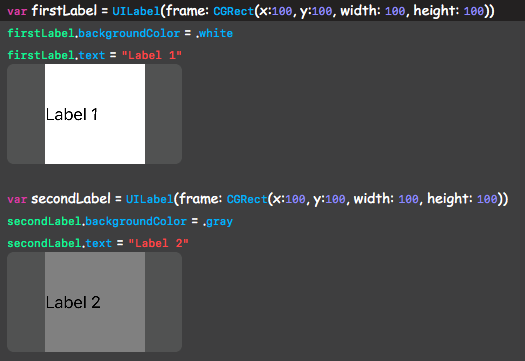 var firstLabel = UILabel(frame: CGRect(x:100, y:100, width: 100, height: 100))
firstLabel.backgroundColor = .white
firstLabel.text = "Label 1"
Label 1
var secondLabel = UILabel(frame: CGRect(x:100, y:100, width: 100, height: 100))
secondLabel.backgroundColor = .gray
secondLabel.text = "Label 2"
Label 2